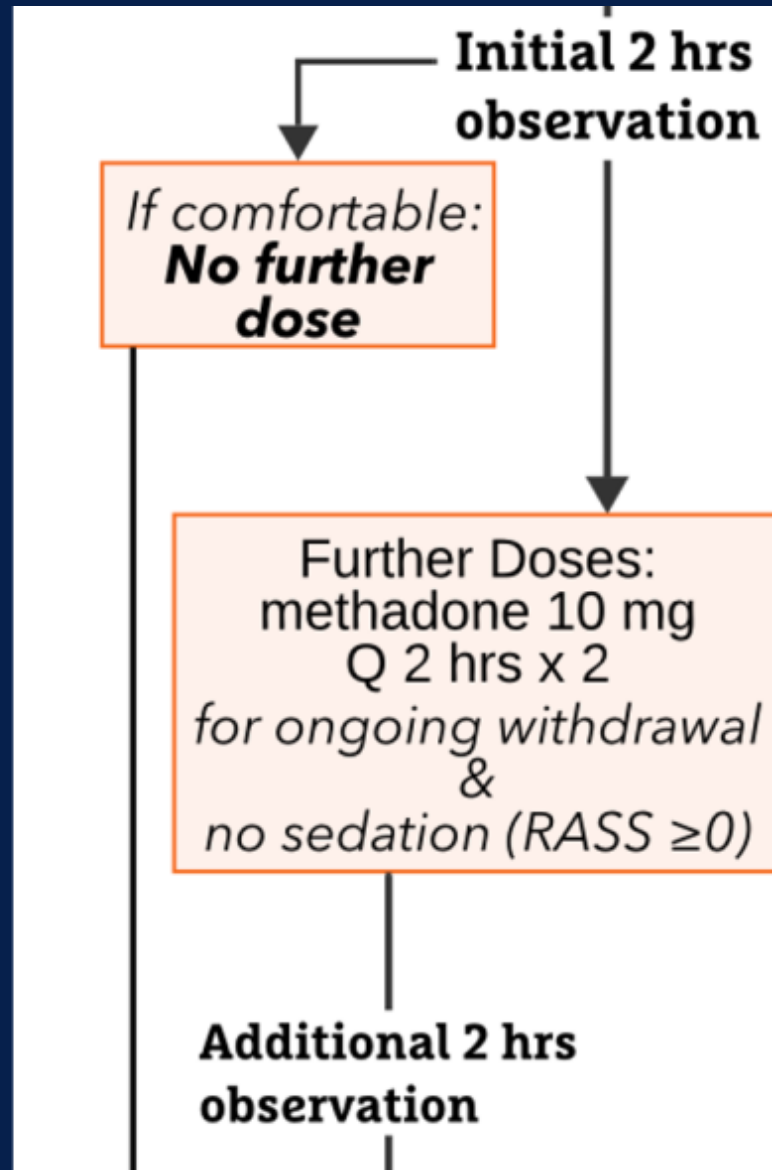 Initial 2 hrs
observation
If comfortable:
No further
dose
Further Doses:
methadone 10 mg
Q 2 hrs x 2
for ongoing withdrawal
&
no sedation (RASS ≥0)
Additional 2 hrs
observation